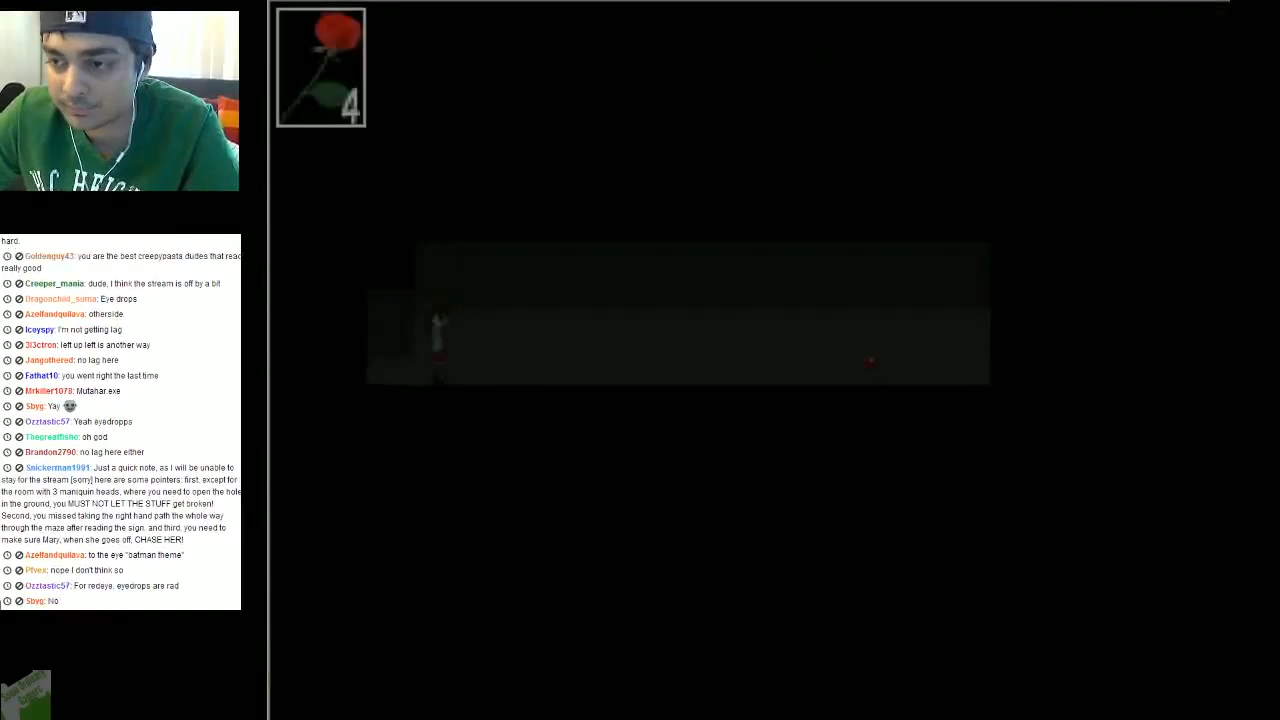 4
hard.
Goldenguy43: you are the best creepypasta dudes that read
really good
Creeper_mania: dude, I think the stream is off by a bit
Dragonchild_suma: Eye drops
Azelfandquilava: otherside
Iceyspy: I'm not getting lag
3l3ctron: left up left is another way
Jangothered: no lag here
Fathat10: you went right the last time
Mrkiller1078: Mutahar.exe
Sbyg: Yay
Ozztastic57: Yeah eyedropps
Thegreatfisho: oh god
Brandon2790: no lag here either
Snickerman1991: Just a quick note, as I will be unable to
stay for the stream [sorry] here are some pointers: first, except for
the room with 3 maniquin heads, where you need to open the hole
in the ground, you MUST NOT LET THE STUFF get broken!
Second, you missed taking the right hand path the whole way
through the maze after reading the sign. and third, you need to
make sure Mary, when she goes off, CHASE HER!
Azelfandquilava: to the eye "batman theme"
Pfvex: nope I don't think so
Ozztastic57: For redeye, eyedrops are rad
Sbyg: No
Some Ordinary
Gamers